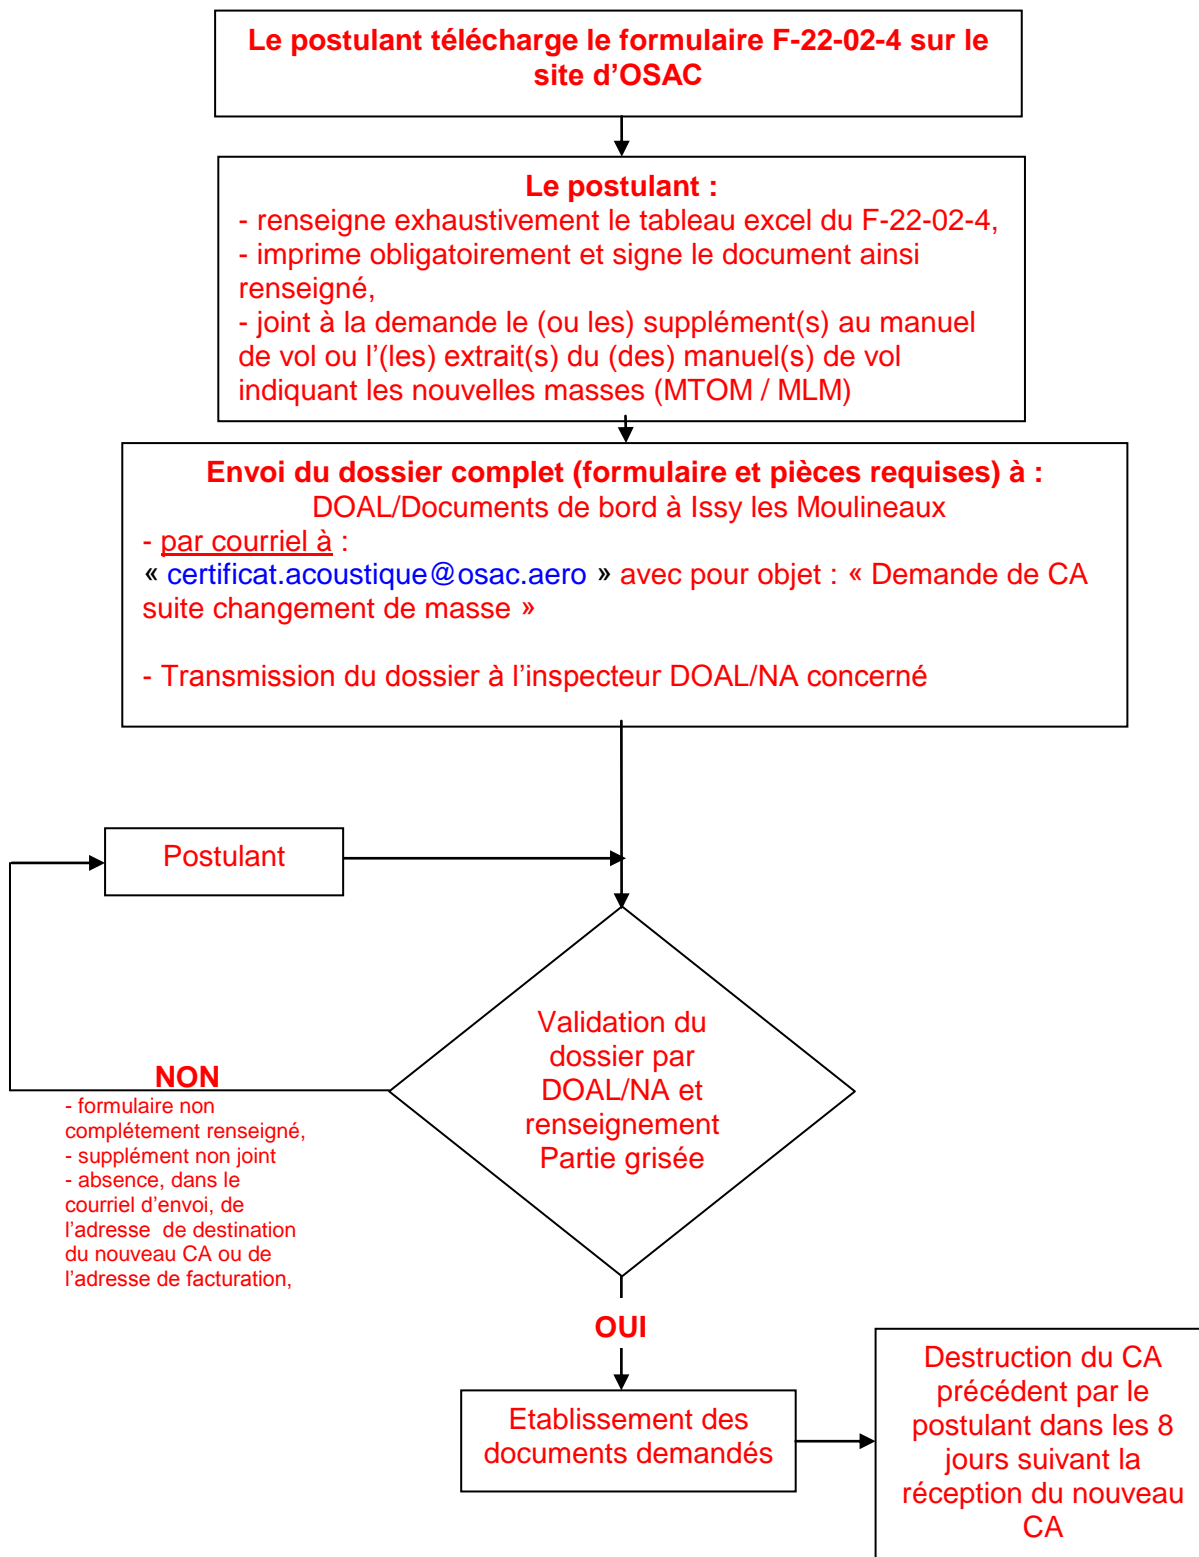 Le postulant télécharge le formulaire F-22-02-4 sur le
site d’OSAC
Le postulant :
- renseigne exhaustivement le tableau excel du F-22-02-4,
- imprime obligatoirement et signe le document ainsi
renseigné,
- joint à la demande le (ou les) supplément(s) au manuel
de vol ou l’(les) extrait(s) du (des) manuel(s) de vol
indiquant les nouvelles masses (MTOM / MLM)
Envoi du dossier complet (formulaire et pièces requises) à :
DOAL/Documents de bord à Issy les Moulineaux
- par courriel à :
« certificat.acoustique@osac.aero » avec pour objet : « Demande de CA
suite changement de masse »
- Transmission du dossier à l’inspecteur DOAL/NA concerné
Postulant
Validation du
dossier par
DOAL/NA et
renseignement
Partie grisée
NON
- formulaire non
complétement renseigné,
- supplément non joint
- absence, dans le
courriel d’envoi, de
l’adresse  de destination
du nouveau CA ou de
l’adresse de facturation,
OUI
Etablissement des
documents demandés
Destruction du CA
précédent par le
postulant dans les 8
jours suivant la
réception du nouveau
CA